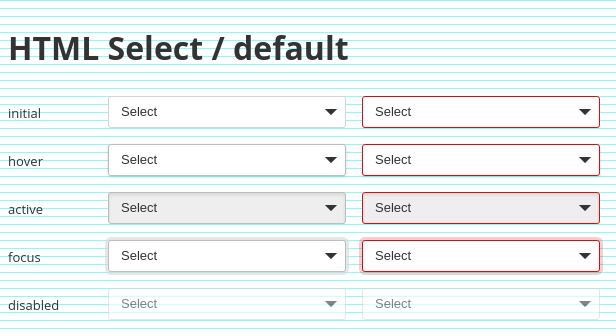 HTML Select / default
initial Select Select
hover Select Select
active Select Select
focus Select Select
disabled Select Select